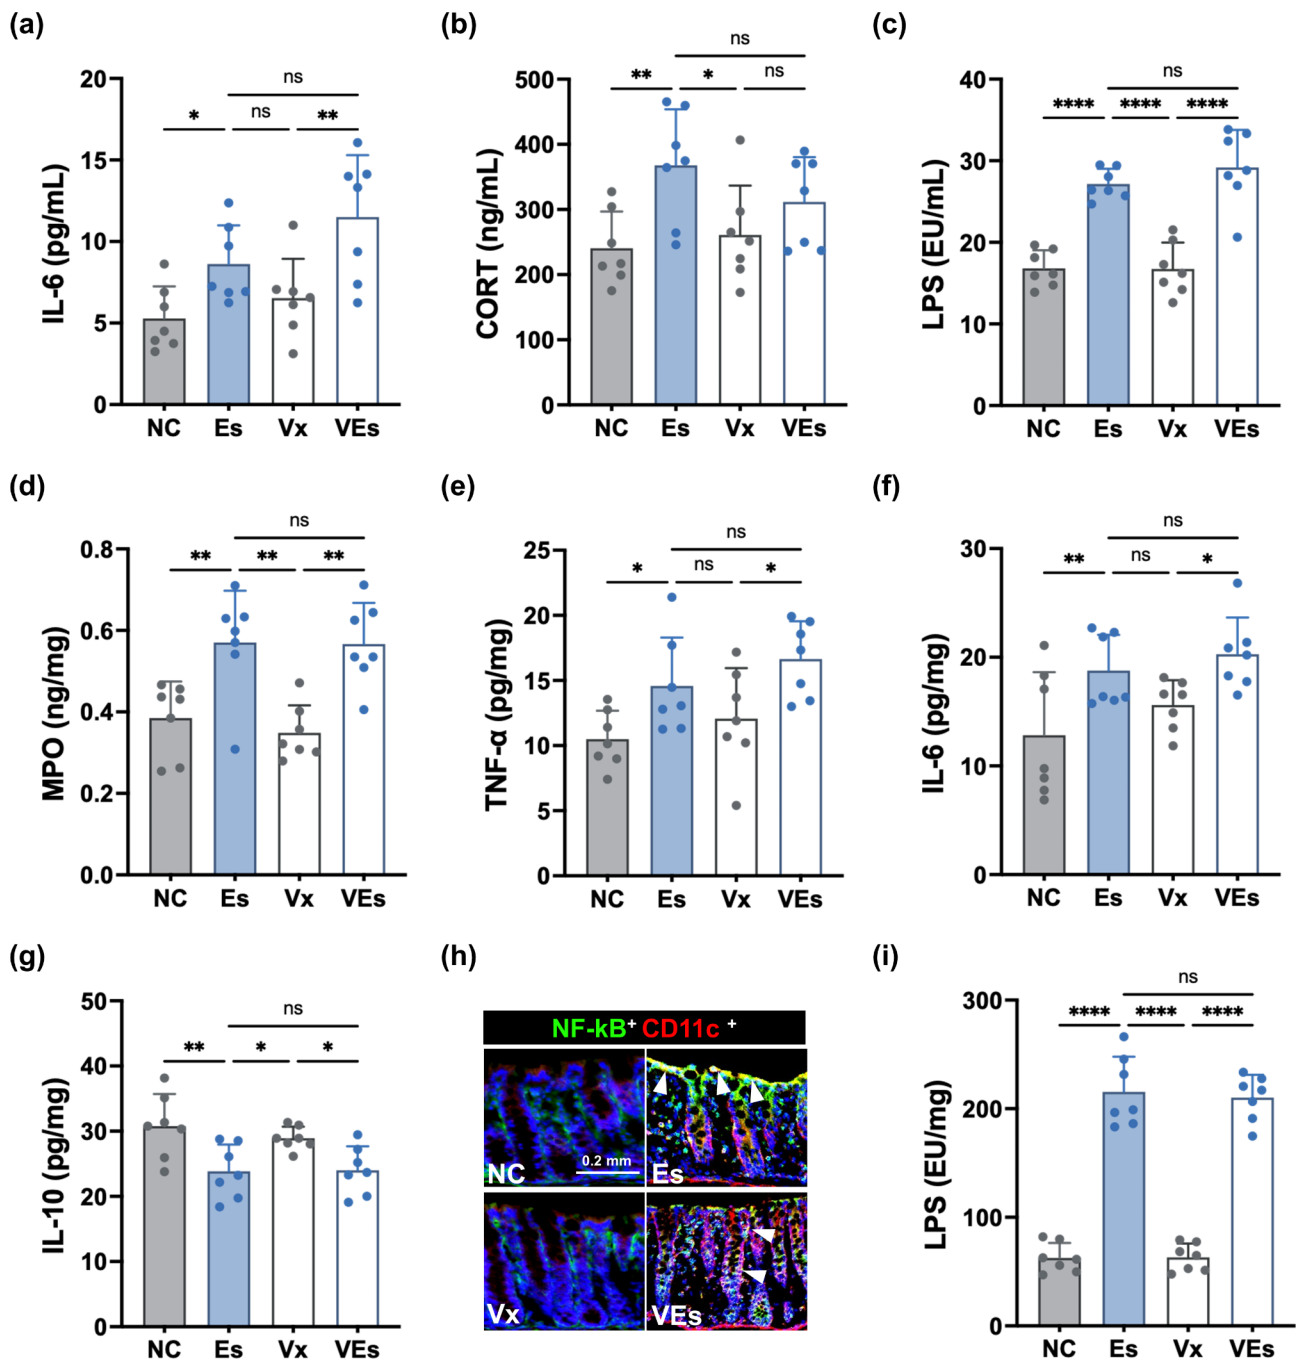 (a)
(b)
(c)
ns
* ns **
IL-6 (pg/mL)
20
15
10
5
0
NC Es Vx VEs
ns
** * ns
CORT (ng/mL)
500
400
300
200
100
0
NC Es Vx VEs
ns
**** **** ****
LPS (EU/mL)
40
30
20
10
0
NC Es Vx VEs
(d)
(e)
(f)
ns
** ** **
MPO (ng/mg)
0.8
0.6
0.4
0.2
0.0
NC Es Vx VEs
ns
* ns *
TNF-α (pg/mg)
25
20
15
10
5
0
NC Es Vx VEs
ns
** ns *
IL-6 (pg/mg)
30
20
10
0
NC Es Vx VEs
(g)
(h)
(i)
ns
** * *
IL-10 (pg/mg)
50
40
30
20
10
0
NC Es Vx VEs
NF-kB+ CD11c +
NC
0.2 mm
Es
Vx
VEs
ns
**** **** ****
LPS (EU/mg)
300
200
100
0
NC Es Vx VEs